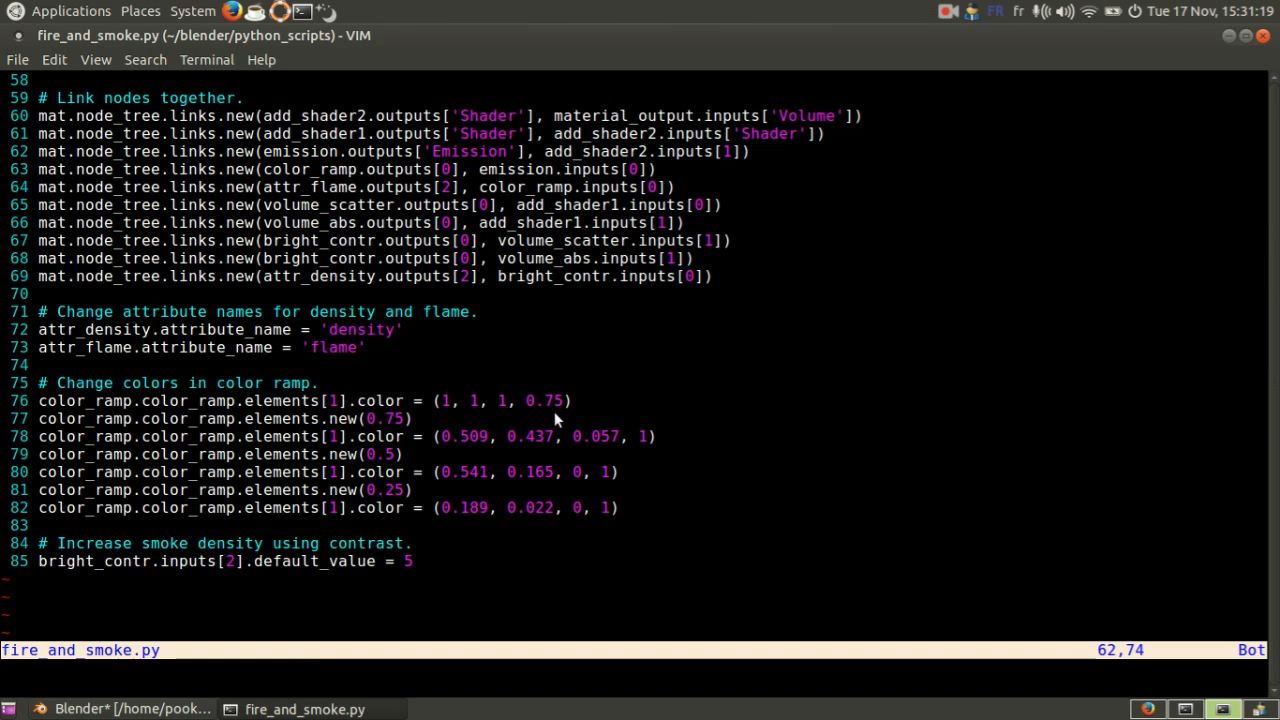 Applications Places System FR fr Tue 17 Nov, 15:31:19
fire_and_smoke.py (~/blender/python_scripts) - VIM
File Edit View Search Terminal Help
58
59 # Link nodes together.
60 mat.node_tree.links.new(add_shader2.outputs['Shader'], material_output.inputs['Volume'])
61 mat.node_tree.links.new(add_shader1.outputs['Shader'], add_shader2.inputs['Shader'])
62 mat.node_tree.links.new(emission.outputs['Emission'], add_shader2.inputs[1])
63 mat.node_tree.links.new(color_ramp.outputs[0], emission.inputs[0])
64 mat.node_tree.links.new(attr_flame.outputs[2], color_ramp.inputs[0])
65 mat.node_tree.links.new(volume_scatter.outputs[0], add_shader1.inputs[0])
66 mat.node_tree.links.new(volume_abs.outputs[0], add_shader1.inputs[1])
67 mat.node_tree.links.new(bright_contr.outputs[0], volume_scatter.inputs[1])
68 mat.node_tree.links.new(bright_contr.outputs[0], volume_abs.inputs[1])
69 mat.node_tree.links.new(attr_density.outputs[2], bright_contr.inputs[0])
70
71 # Change attribute names for density and flame.
72 attr_density.attribute_name = 'density'
73 attr_flame.attribute_name = 'flame'
74
75 # Change colors in color ramp.
76 color_ramp.color_ramp.elements[1].color = (1, 1, 1, 0.75)
77 color_ramp.color_ramp.elements.new(0.75)
78 color_ramp.color_ramp.elements[1].color = (0.509, 0.437, 0.057, 1)
79 color_ramp.color_ramp.elements.new(0.5)
80 color_ramp.color_ramp.elements[1].color = (0.541, 0.165, 0, 1)
81 color_ramp.color_ramp.elements.new(0.25)
82 color_ramp.color_ramp.elements[1].color = (0.189, 0.022, 0, 1)
83
84 # Increase smoke density using contrast.
85 bright_contr.inputs[2].default_value = 5
~
~
~
~
fire_and_smoke.py 62,74 Bot
Blender* [/home/pook... fire_and_smoke.py